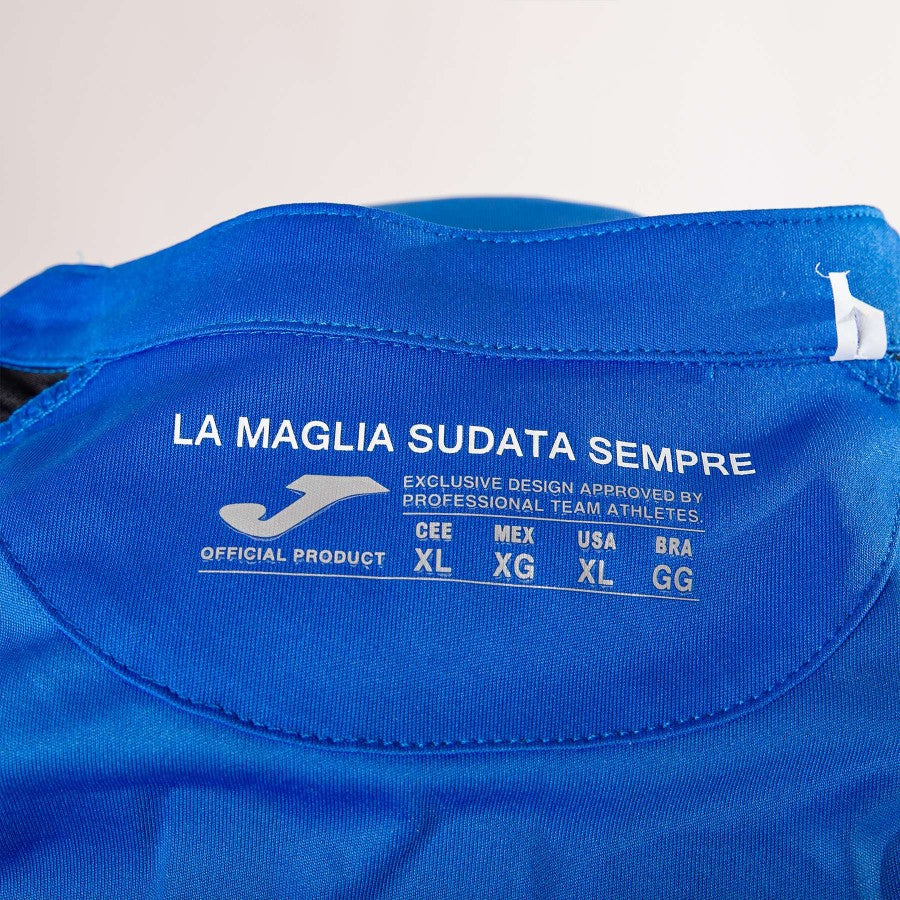 LA MAGLIA SUDATA SEMPRE
EXCLUSIVE DESIGN APPROVED BY
PROFESSIONAL TEAM ATHLETES.
OFFICIAL PRODUCT
CEE MEX USA BRA
XL XG XL GG